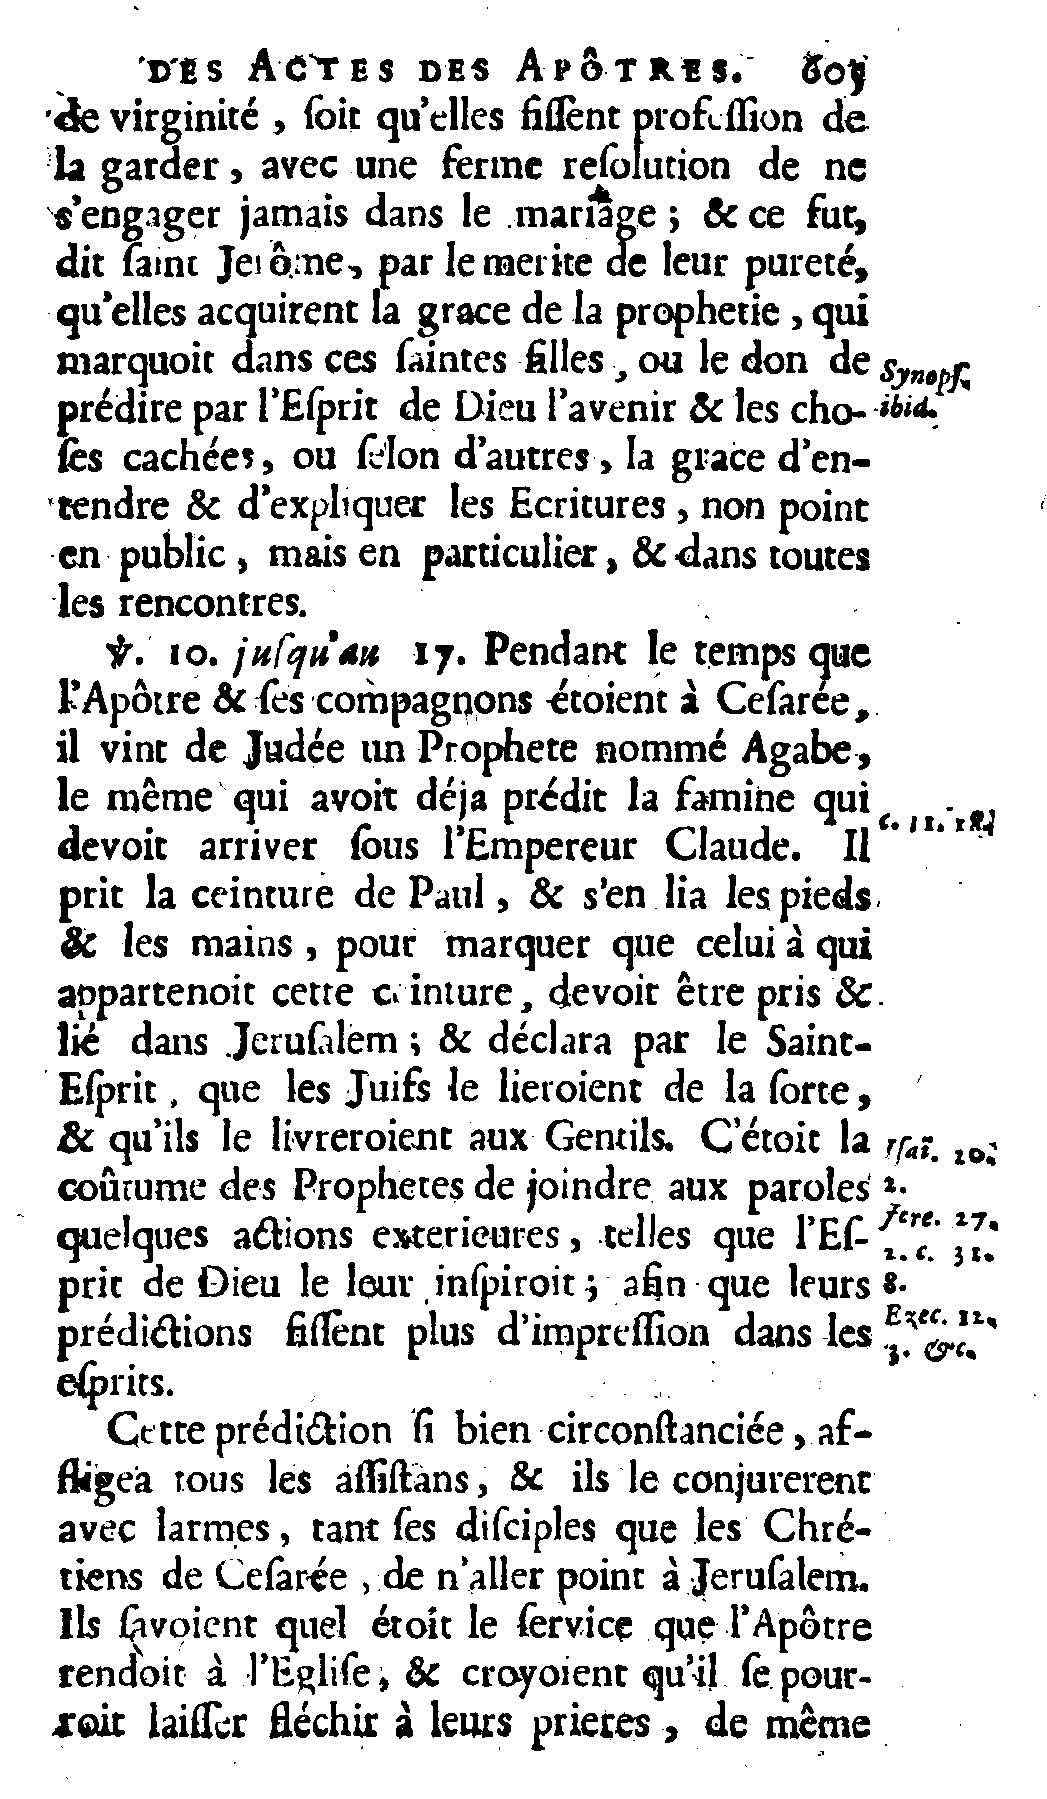 DES ACTES DES APÔTRES. 605
de virginité, ſoit qu'elles fiſſent profeſſion de
la garder, avec une ferme reſolution de ne
s'engager jamais dans le mariage; & ce fut,
dit ſaint Jerôme, par le merite de leur pureté,
qu'elles acquirent la grace de la prophetie, qui
marquoit dans ces ſaintes filles, ou le don de
Synopſ.
prédire par l'Eſprit de Dieu l'avenir & les cho-
ibid.
ſes cachées, ou ſelon d'autres, la grace d'en-
tendre & d'expliquer les Ecritures, non point
en public, mais en particulier, & dans toutes
les rencontres.
℣. 10. juſqu'au 17. Pendant le temps que
l'Apôtre & ſes compagnons étoient à Ceſarée,
il vint de Judée un Prophete nommé Agabe,
le même qui avoit déja prédit la famine qui
c. 11. 28.
devoit arriver ſous l'Empereur Claude. Il
prit la ceinture de Paul, & s'en lia les pieds
& les mains, pour marquer que celui à qui
appartenoit cette ceinture, devoit être pris &
lié dans Jeruſalem; & déclara par le Saint-
Eſprit, que les Juifs le lieroient de la ſorte,
& qu'ils le livreroient aux Gentils. C'étoit la
Iſaï. 20.
coûtume des Prophetes de joindre aux paroles
2.
quelques actions exterieures, telles que l'Eſ-
Jere. 27.
2. c. 31.
prit de Dieu le leur inſpiroit; afin que leurs
8.
prédictions fiſſent plus d'impreſſion dans les
Ezec. 12.
3. &c.
eſprits.
Cette prédiction ſi bien circonſtanciée, af-
fligea tous les aſſiſtans, & ils le conjurerent
avec larmes, tant ſes diſciples que les Chré-
tiens de Ceſarée, de n'aller point à Jeruſalem.
Ils ſavoient quel étoit le ſervice que l'Apôtre
rendoit à l'Egliſe, & croyoient qu'il ſe pour-
roit laiſſer fléchir à leurs prieres, de même